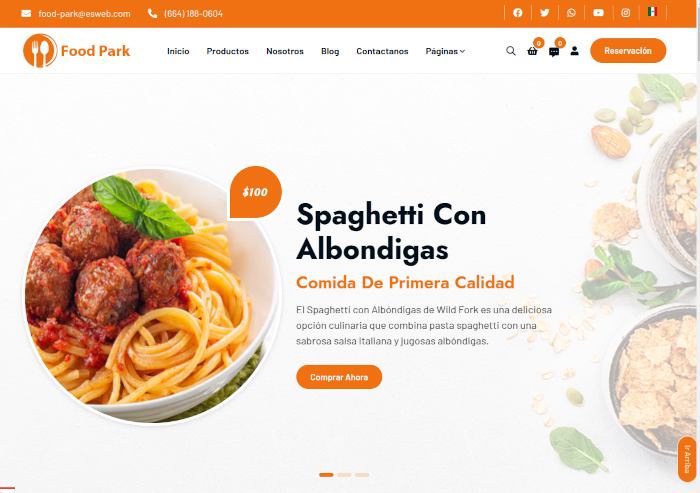 food-park@esweb.com (664) 188-0604
Food Park
Inicio Productos Nosotros Blog Contactanos Páginas
0 0
Reservación
$100
Spaghetti Con
Albondigas
Comida De Primera Calidad
El Spaghetti con Albóndigas de Wild Fork es una deliciosa
opción culinaria que combina pasta spaghetti con una
sabrosa salsa italiana y jugosas albóndigas.
Comprar Ahora
Ir Arriba